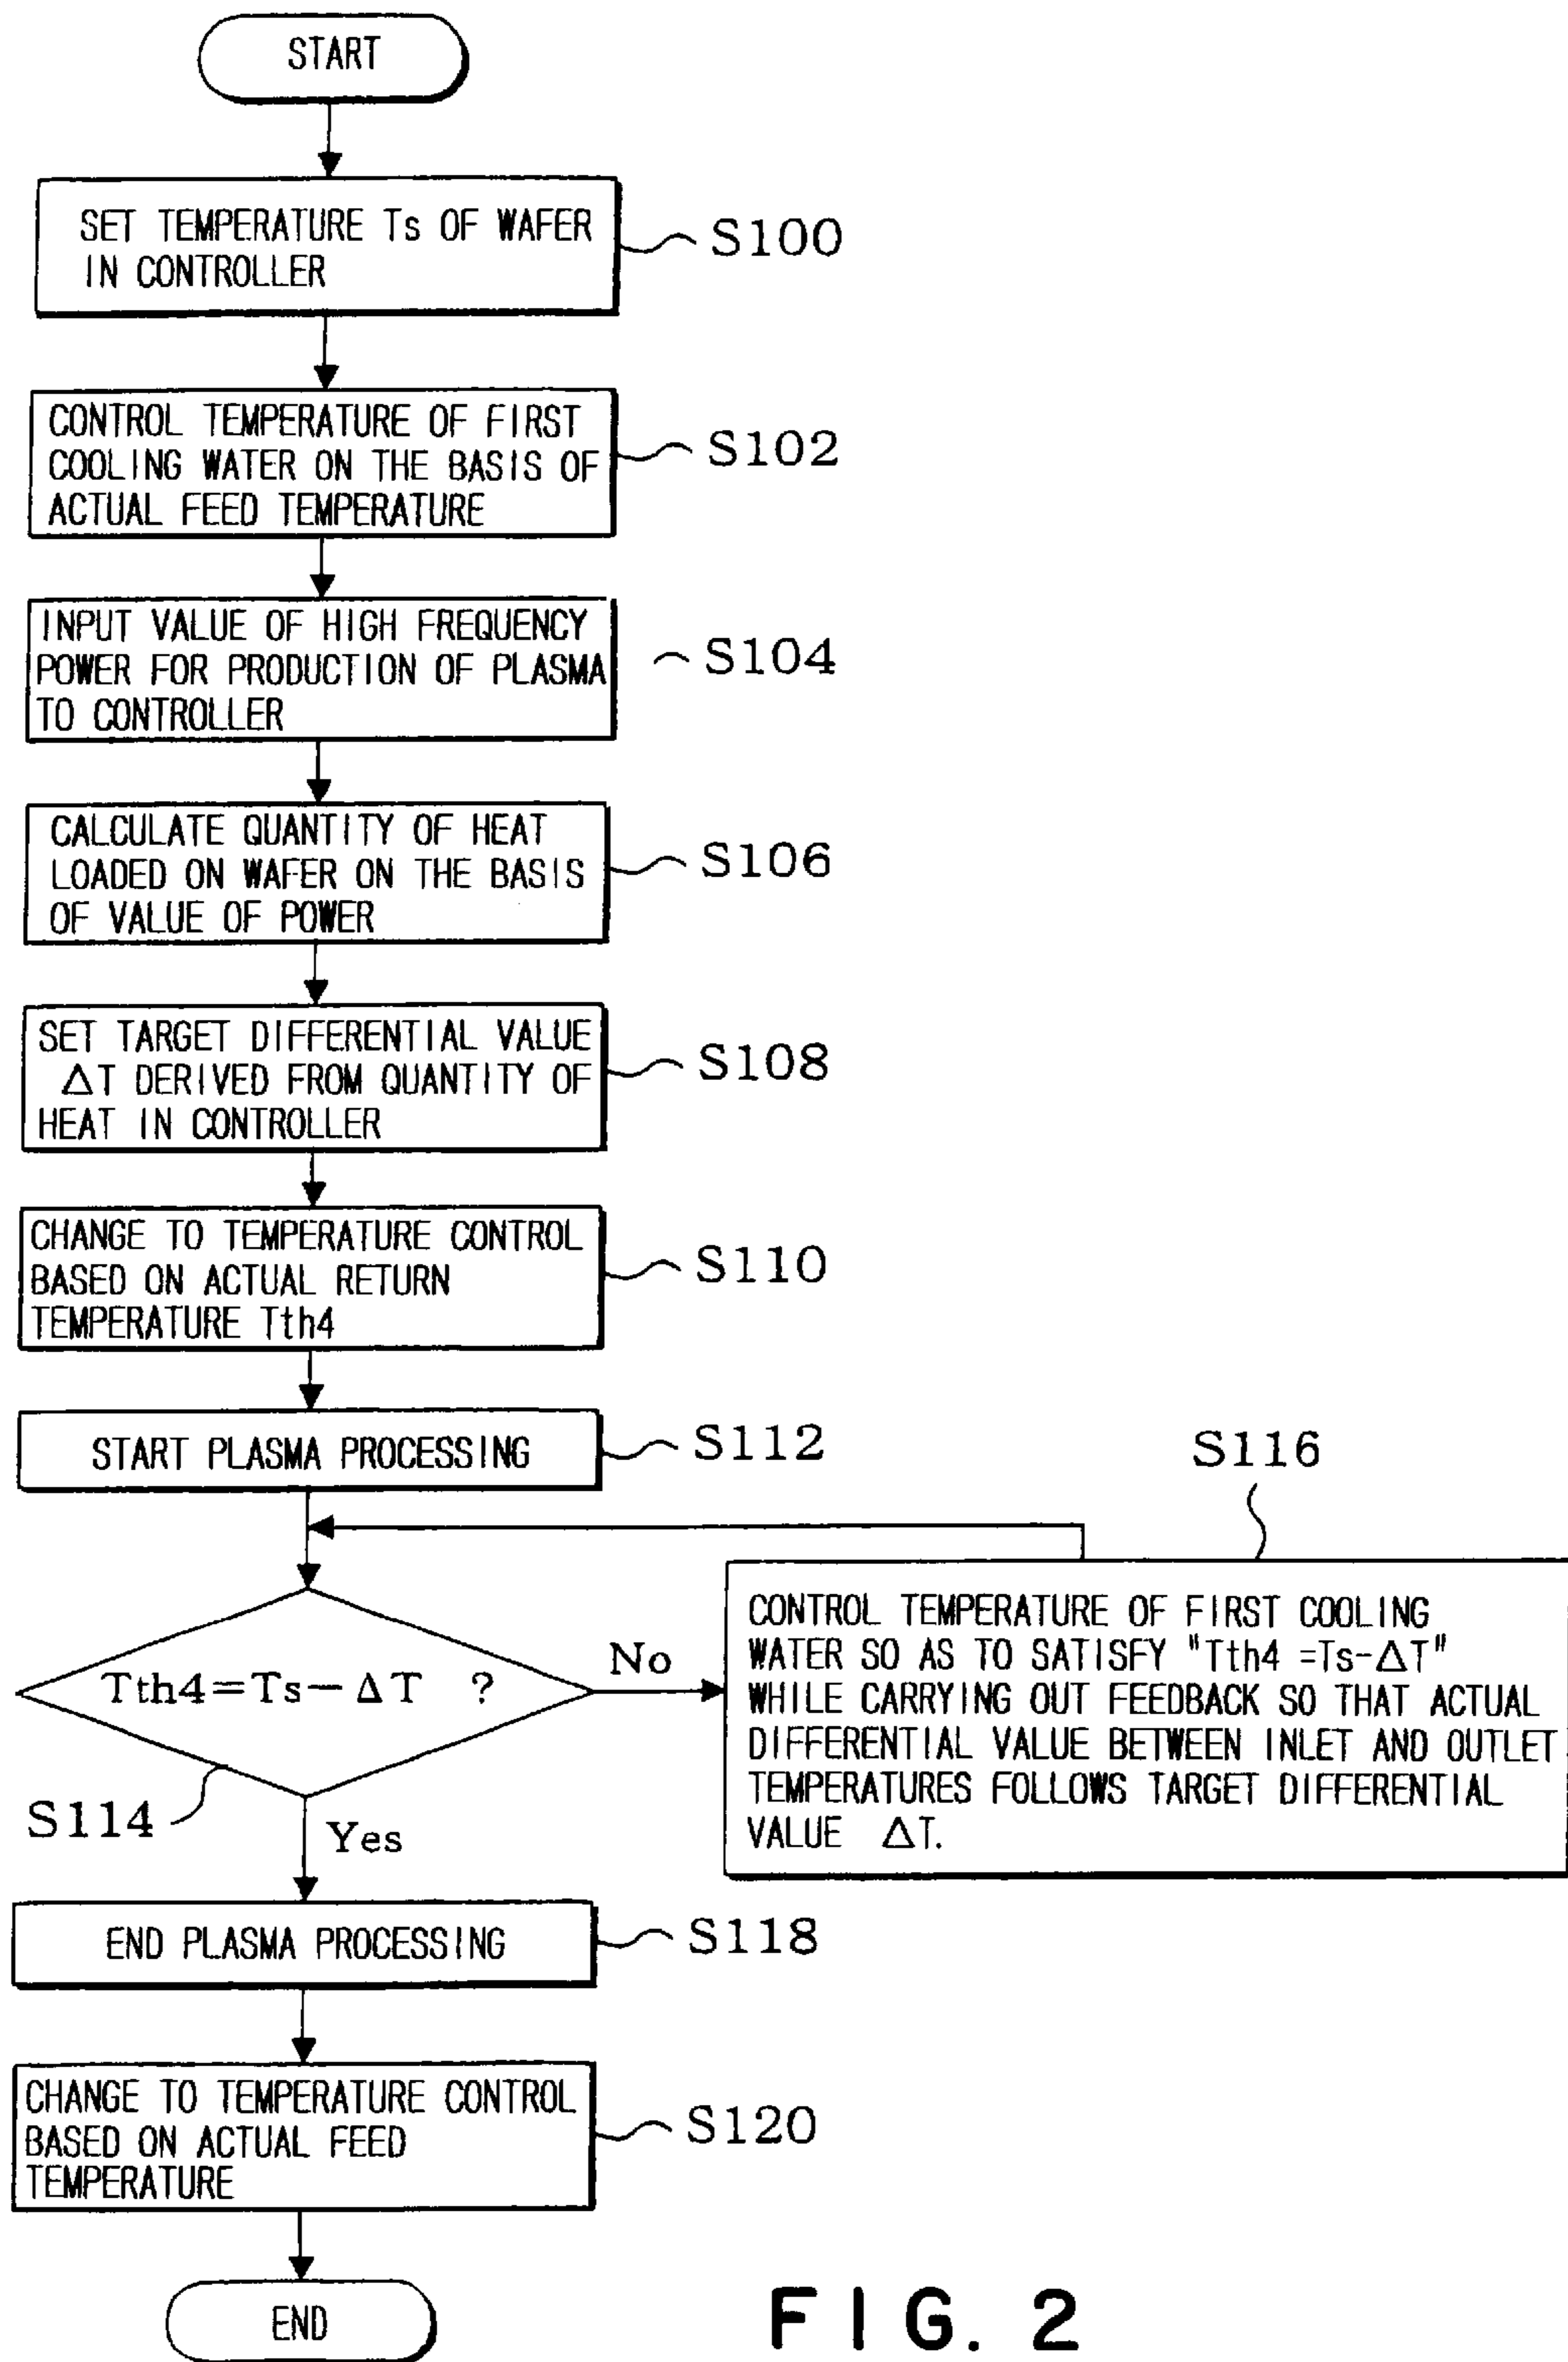 START
SET TEMPERATURE Ts OF WAFER
IN CONTROLLER
S100
CONTROL TEMPERATURE OF FIRST
COOLING WATER ON THE BASIS OF
ACTUAL FEED TEMPERATURE
S102
INPUT VALUE OF HIGH FREQUENCY
POWER FOR PRODUCTION OF PLASMA
TO CONTROLLER
S104
CALCULATE QUANTITY OF HEAT
LOADED ON WAFER ON THE BASIS
OF VALUE OF POWER
S106
SET TARGET DIFFERENTIAL VALUE
ΔT DERIVED FROM QUANTITY OF
HEAT IN CONTROLLER
S108
CHANGE TO TEMPERATURE CONTROL
BASED ON ACTUAL RETURN
TEMPERATURE Tth4
S110
START PLASMA PROCESSING
S112
Tth4=Ts-ΔT ?
S114
No
S116
CONTROL TEMPERATURE OF FIRST COOLING
WATER SO AS TO SATISFY "Tth4 =Ts-ΔT"
WHILE CARRYING OUT FEEDBACK SO THAT ACTUAL
DIFFERENTIAL VALUE BETWEEN INLET AND OUTLET
TEMPERATURES FOLLOWS TARGET DIFFERENTIAL
VALUE ΔT.
Yes
END PLASMA PROCESSING
S118
CHANGE TO TEMPERATURE CONTROL
BASED ON ACTUAL FEED
TEMPERATURE
S120
END
FIG. 2